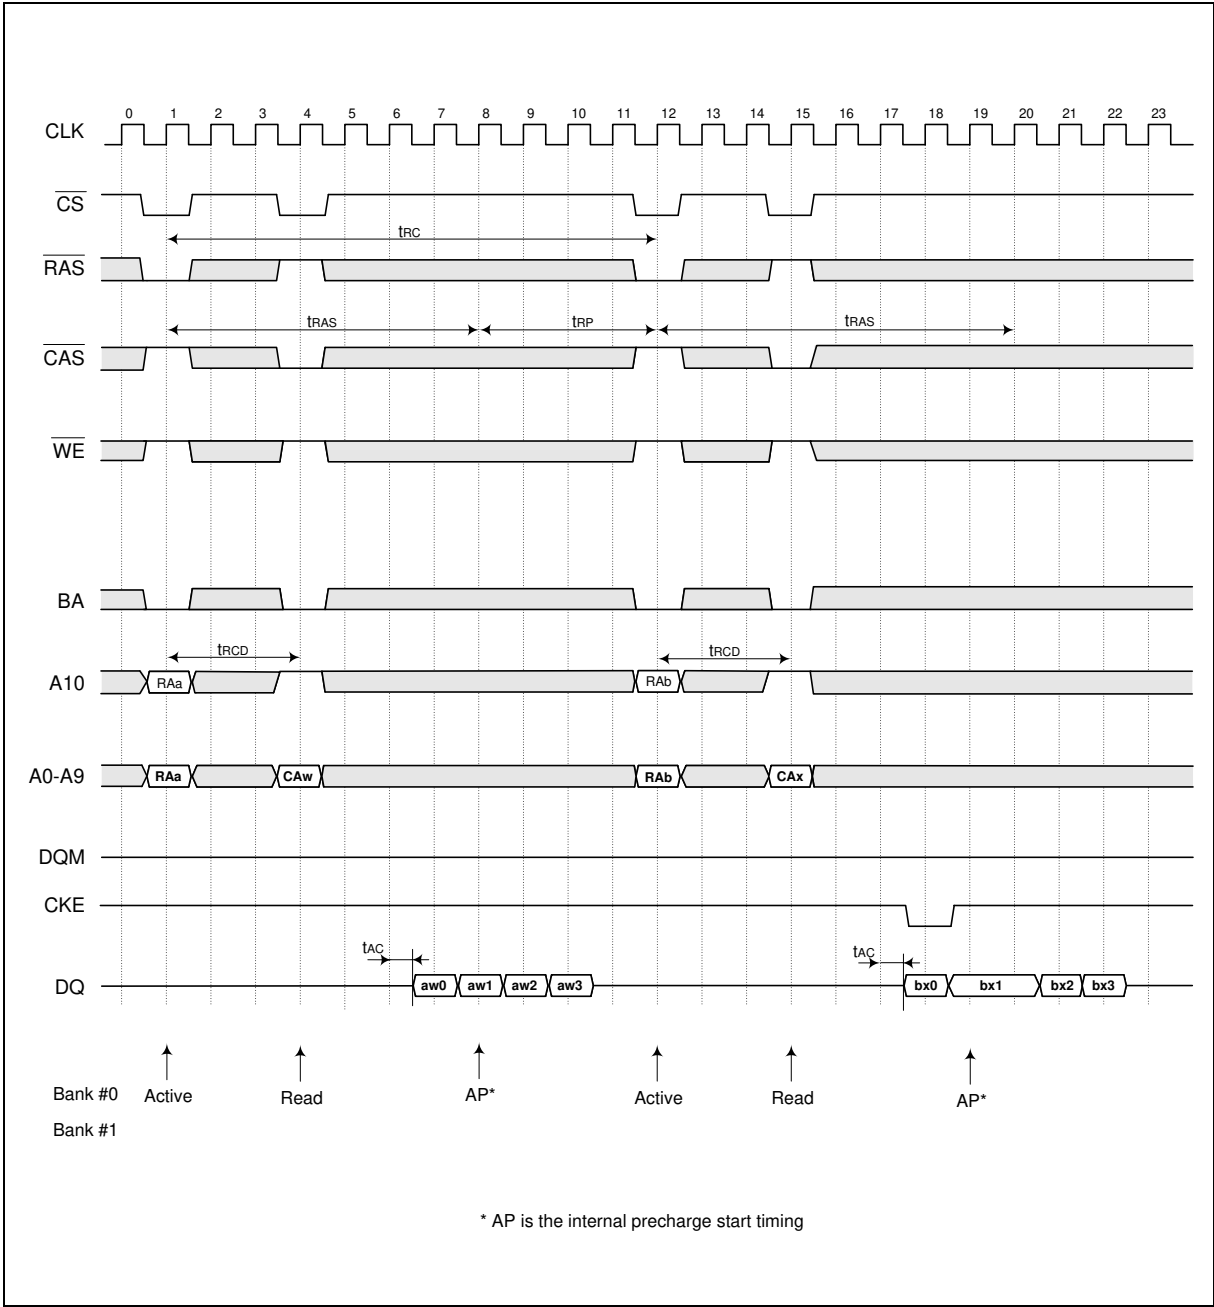 0 1 2 3 4 5 6 7 8 9 10 11 12 13 14 15 16 17 18 19 20 21 22 23
CLK
CS
tRC
RAS
tRAS tRP tRAS
CAS
WE
BA
tRCD tRCD
A10 RAa RAb
A0-A9 RAa CAw RAb CAx
DQM
CKE
tAC tAC
DQ aw0 aw1 aw2 aw3 bx0 bx1 bx2 bx3
Bank #0 Active Read AP* Active Read AP*
Bank #1
* AP is the internal precharge start timing